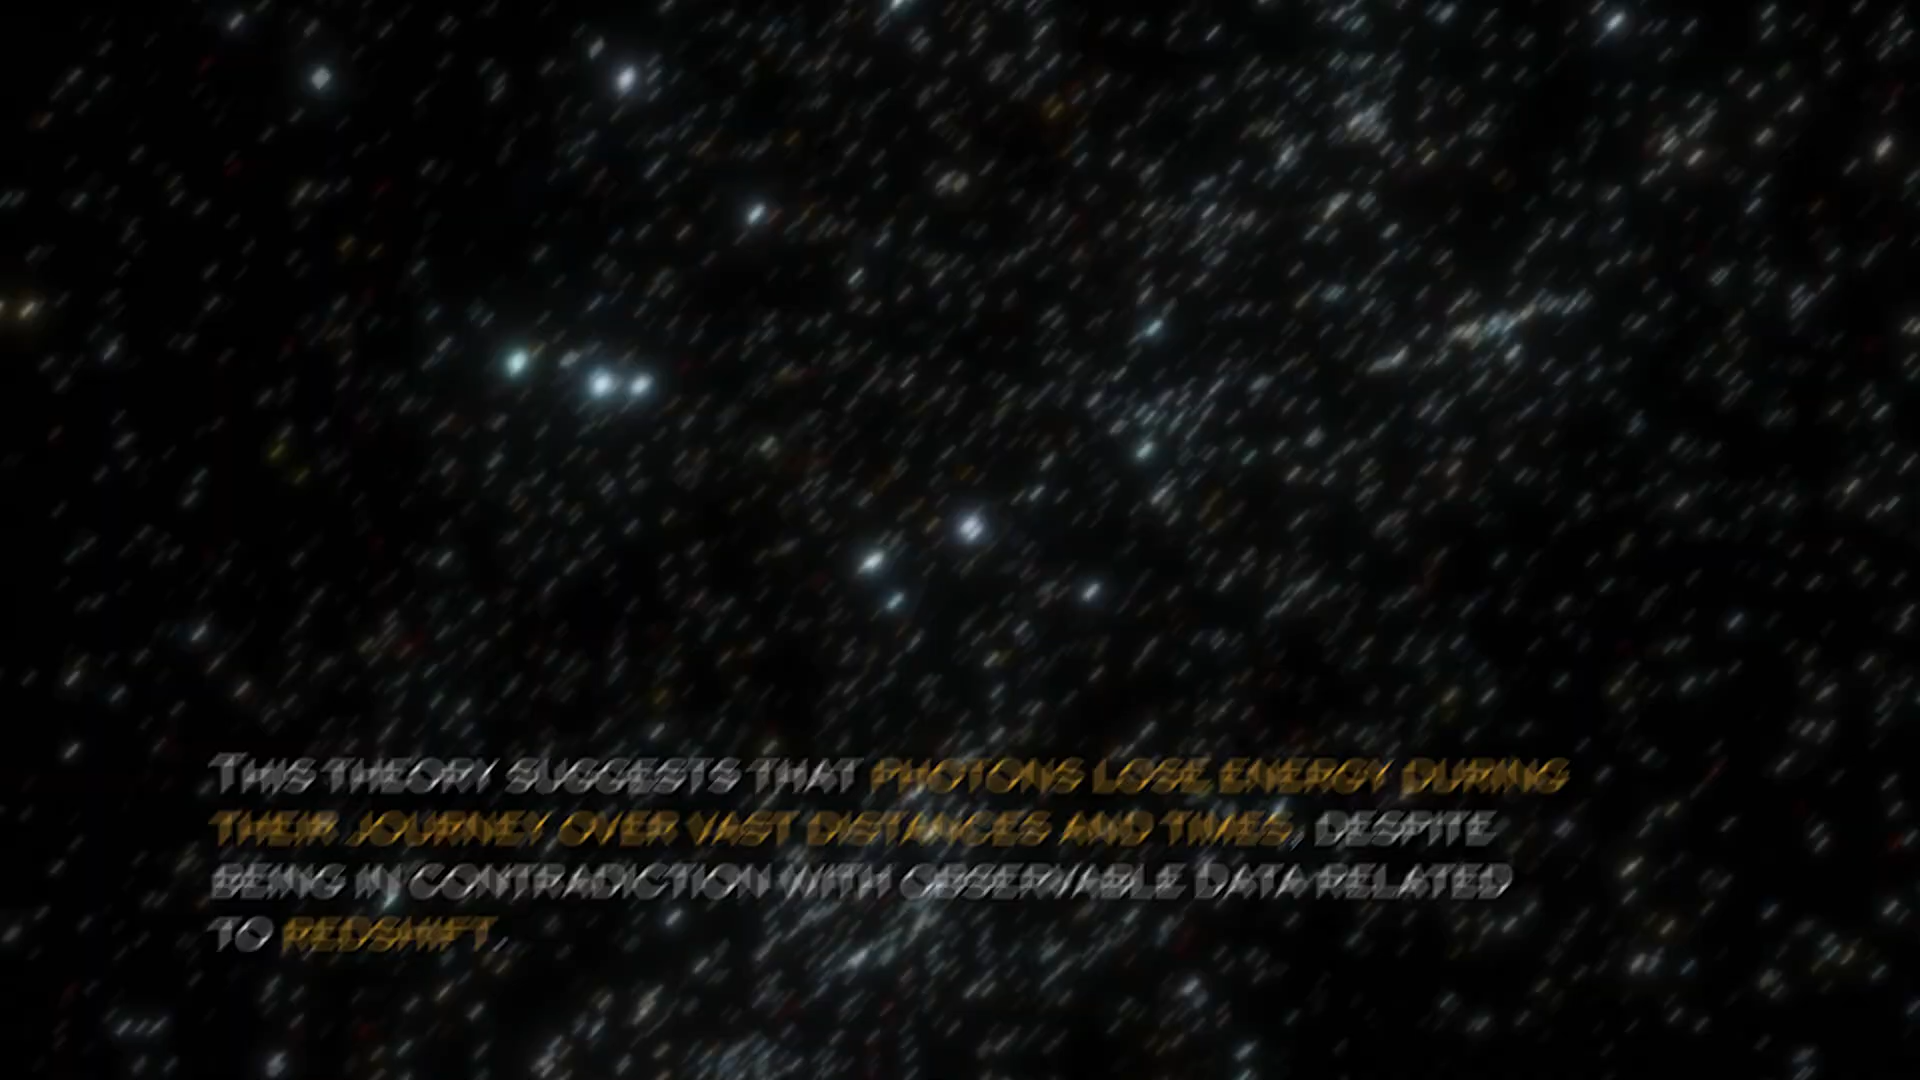 This theory suggests that photons lose energy during
their journey over vast distances and times, despite
being in contradiction with observable data related
to redshift,